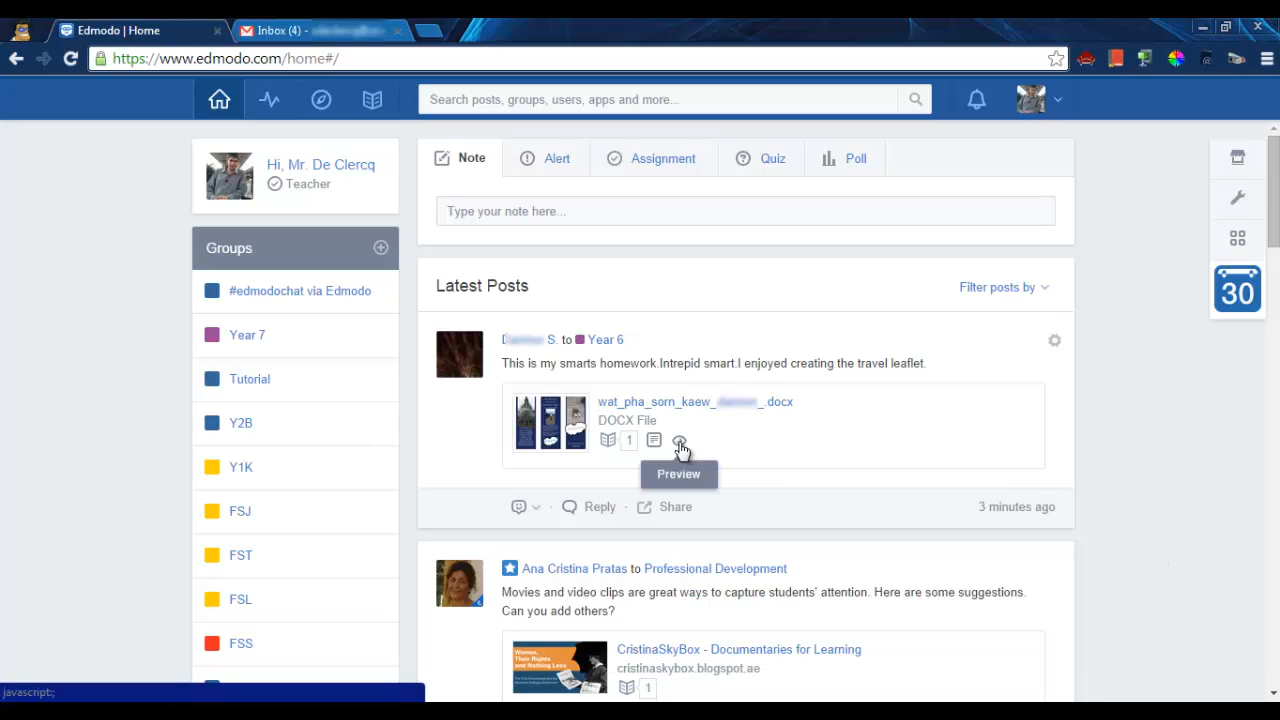 Edmodo | Home
Inbox (4) -
https://www.edmodo.com/home#/
Search posts, groups, users, apps and more...
Hi, Mr. De Clercq
Teacher
Groups
#edmodochat via Edmodo
Year 7
Tutorial
Y2B
Y1K
FSJ
FST
FSL
FSS
Note
Alert
Assignment
Quiz
Poll
Type your note here...
Latest Posts
Filter posts by
S. to Year 6
This is my smarts homework.Intrepid smart.I enjoyed creating the travel leaflet.
wat_pha_sorn_kaew_ _.docx
DOCX File
1
Preview
Reply · Share
3 minutes ago
Ana Cristina Pratas to Professional Development
Movies and video clips are great ways to capture students' attention. Here are some suggestions.
Can you add others?
CristinaSkyBox - Documentaries for Learning
cristinaskybox.blogspot.ae
1
30
javascript:;